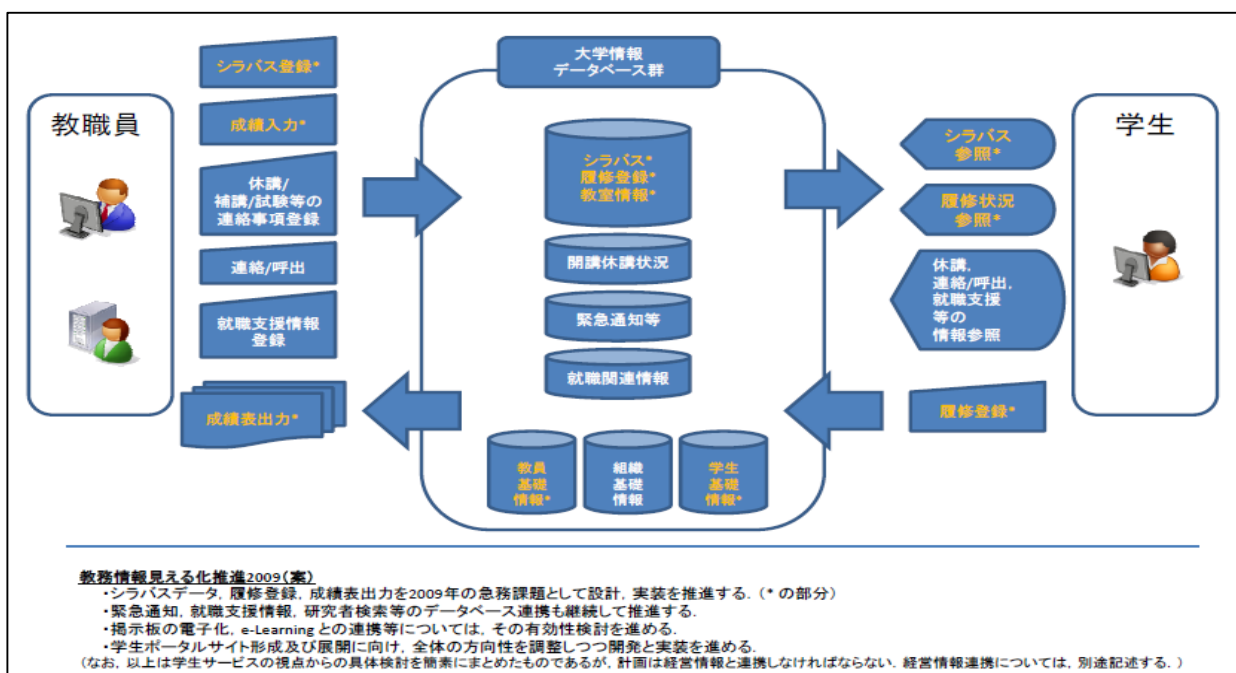 教職員
シラバス登録*
成績入力*
休講/
補講/試験等の
連絡事項登録
連絡/呼出
就職支援情報
登録
成績表出力*
大学情報
データベース群
シラバス*
履修登録*
教室情報*
開講休講状況
緊急通知等
就職関連情報
教員
基礎
情報*
組織
基礎
情報
学生
基礎
情報*
シラバス
参照*
履修状況
参照*
休講,
連絡/呼出,
就職支援
等の
情報参照
履修登録*
学生
教務情報見える化推進2009(案)
・シラバスデータ, 履修登録, 成績表出力を2009年の急務課題として設計, 実装を推進する. (* の部分)
・緊急通知, 就職支援情報, 研究者検索等のデータベース連携も継続して推進する.
・掲示板の電子化, e-Learning との連携等については, その有効性検討を進める.
・学生ポータルサイト形成及び展開に向け, 全体の方向性を調整しつつ開発と実装を進める.
(なお, 以上は学生サービスの視点からの具体検討を簡素にまとめたものであるが, 計画は経営情報と連携しなければならない. 経営情報連携については, 別途記述する. )